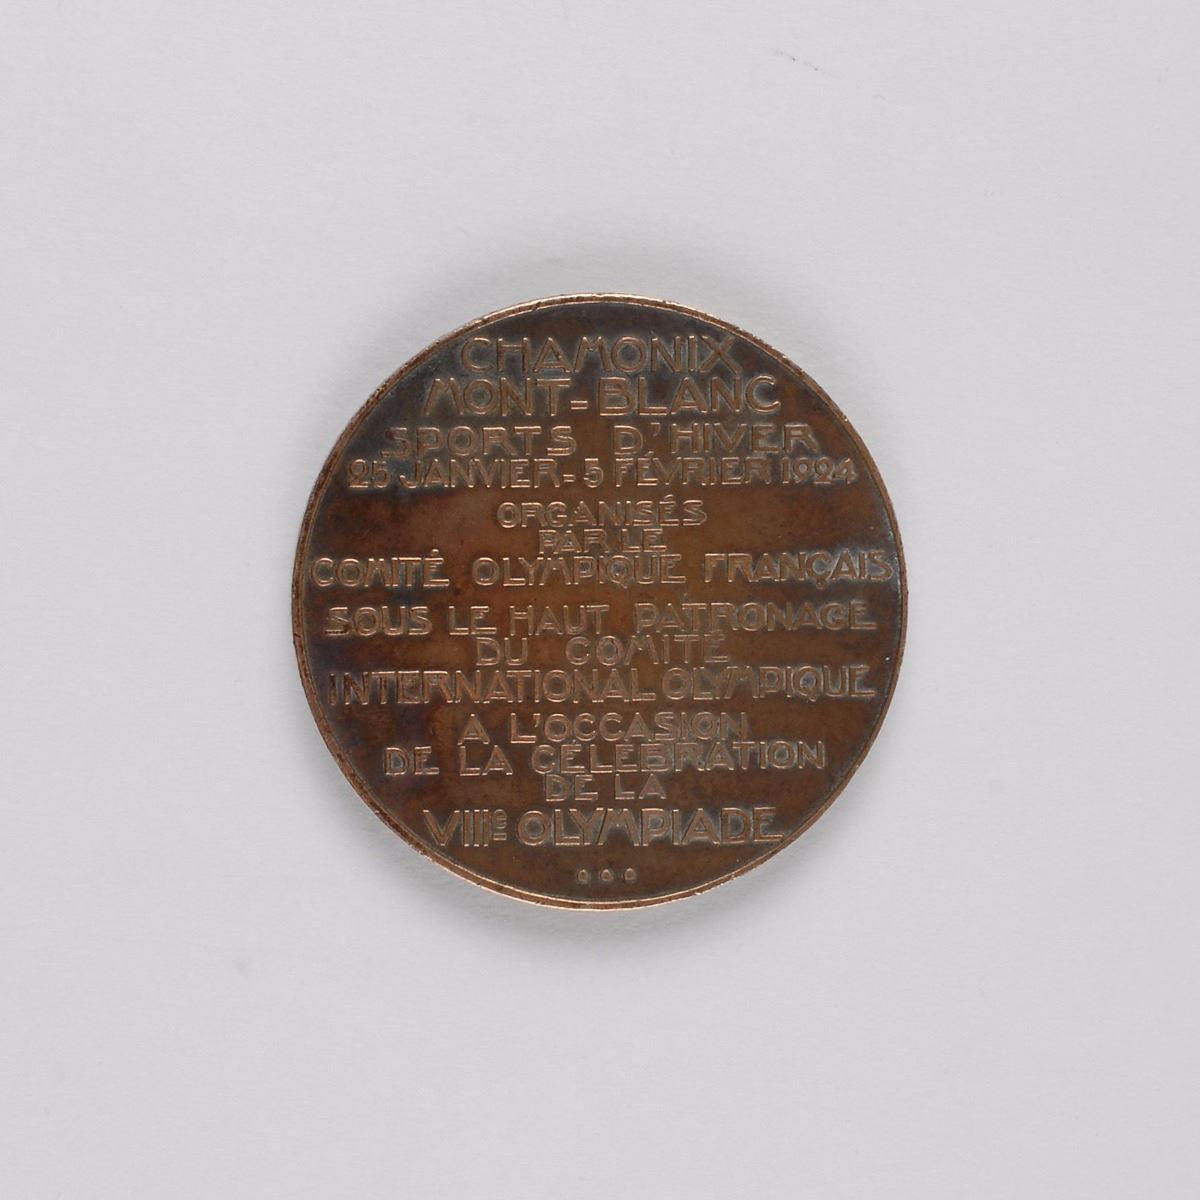 CHAMONIX
MONT-BLANC
SPORTS D'HIVER
25 JANVIER-5 FÉVRIER 1924
ORGANISÉS
PAR LE
COMITÉ OLYMPIQUE FRANÇAIS
SOUS LE HAUT PATRONAGE
DU COMITÉ
INTERNATIONAL OLYMPIQUE
A L'OCCASION
DE LA CÉLÉBRATION
DE LA
VIIIe OLYMPIADE